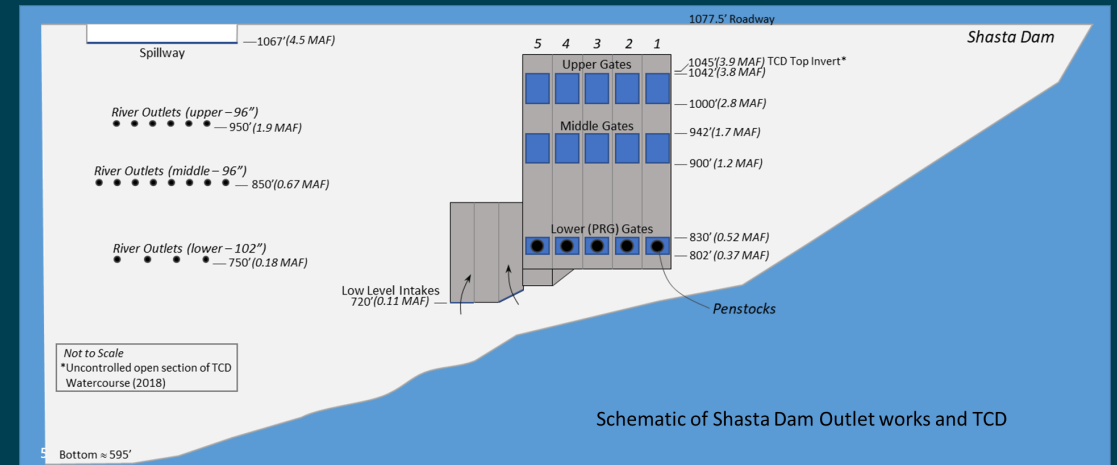 1077.5' Roadway
Shasta Dam
1067'(4.5 MAF)
Spillway
5 4 3 2 1
Upper Gates
1045'(3.9 MAF) TCD Top Invert*
1042'(3.8 MAF)
1000'(2.8 MAF)
River Outlets (upper – 96")
950'(1.9 MAF)
Middle Gates
942'(1.7 MAF)
900' (1.2 MAF)
River Outlets (middle – 96")
850'(0.67 MAF)
Lower (PRG) Gates
830' (0.52 MAF)
802' (0.37 MAF)
River Outlets (lower – 102")
750'(0.18 MAF)
Low Level Intakes
720'(0.11 MAF)
Penstocks
Not to Scale
*Uncontrolled open section of TCD
Watercourse (2018)
Schematic of Shasta Dam Outlet works and TCD
5
Bottom ≈ 595'